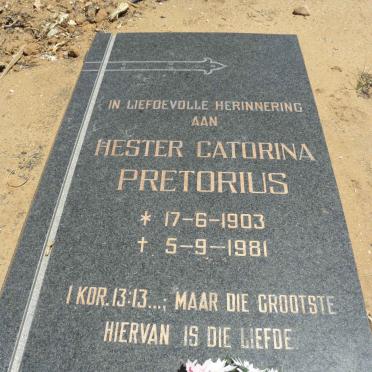 IN LIEFDEVOLLE HERINNERING
AAN
HESTER CATORINA
PRETORIUS
* 17-6-1903
† 5-9-1981
I KOR. 13:13...; MAAR DIE GROOTSTE
HIERVAN IS DIE LIEFDE.